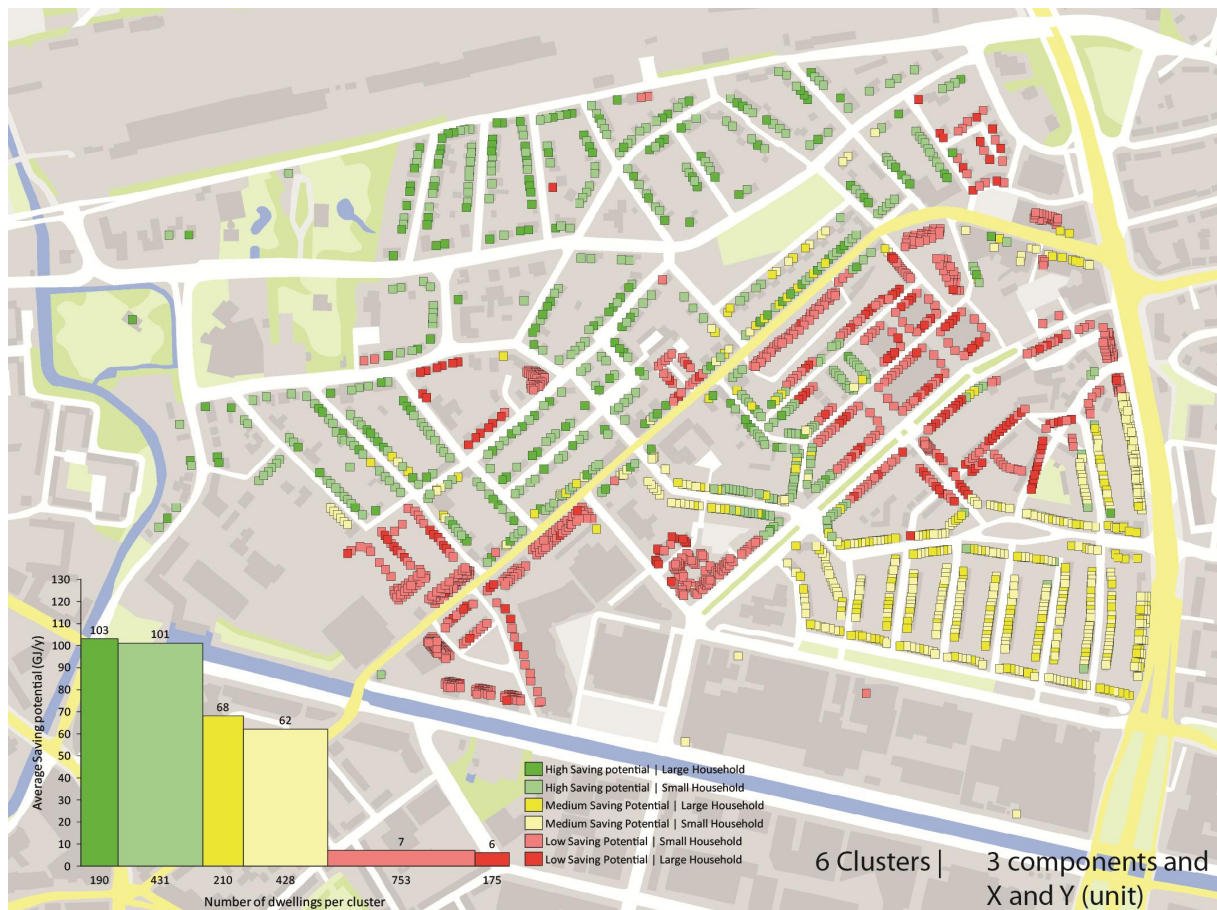 130
120
110
100
90
80
70
60
50
40
30
20
10
0
Average Saving potential (GJ/y)
103
101
68
62
7
6
190
431
210
428
753
175
Number of dwellings per cluster
High Saving potential | Large Household
High Saving potential | Small Household
Medium Saving Potential | Large Household
Medium Saving Potential | Small Household
Low Saving Potential | Small Household
Low Saving Potential | Large Household
6 Clusters | 3 components and
X and Y (unit)